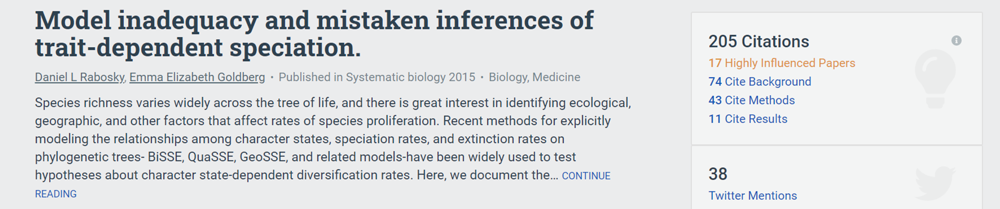 Model inadequacy and mistaken inferences of
trait-dependent speciation.
Daniel L Rabosky, Emma Elizabeth Goldberg • Published in Systematic biology 2015 • Biology, Medicine
Species richness varies widely across the tree of life, and there is great interest in identifying ecological,
geographic, and other factors that affect rates of species proliferation. Recent methods for explicitly
modeling the relationships among character states, speciation rates, and extinction rates on
phylogenetic trees- BiSSE, QuaSSE, GeoSSE, and related models-have been widely used to test
hypotheses about character state-dependent diversification rates. Here, we document the... CONTINUE
READING
205 Citations
17 Highly Influenced Papers
74 Cite Background
43 Cite Methods
11 Cite Results
38
Twitter Mentions